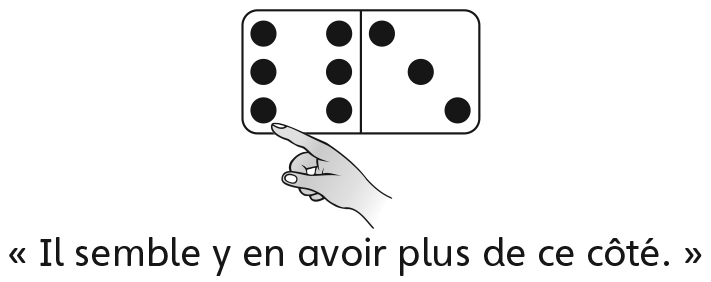 « Il semble y en avoir plus de ce côté. »